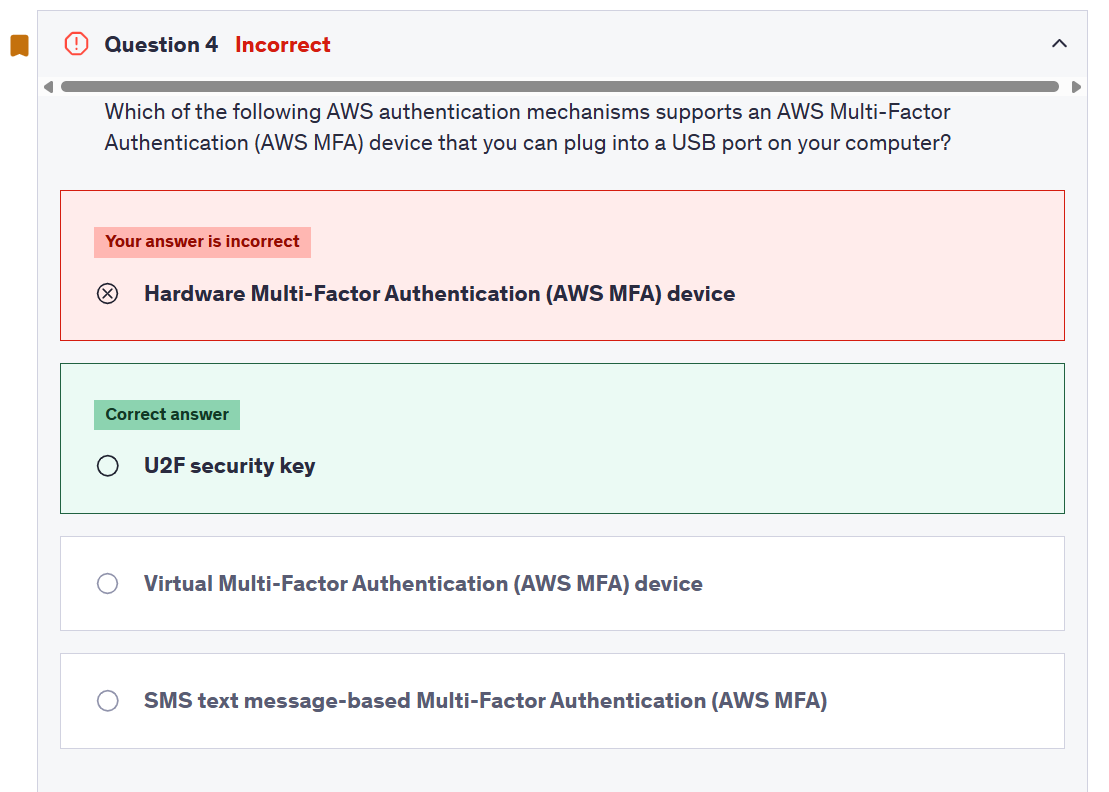 Question 4 Incorrect
Which of the following AWS authentication mechanisms supports an AWS Multi-Factor
Authentication (AWS MFA) device that you can plug into a USB port on your computer?
Your answer is incorrect
Hardware Multi-Factor Authentication (AWS MFA) device
Correct answer
U2F security key
Virtual Multi-Factor Authentication (AWS MFA) device
SMS text message-based Multi-Factor Authentication (AWS MFA)